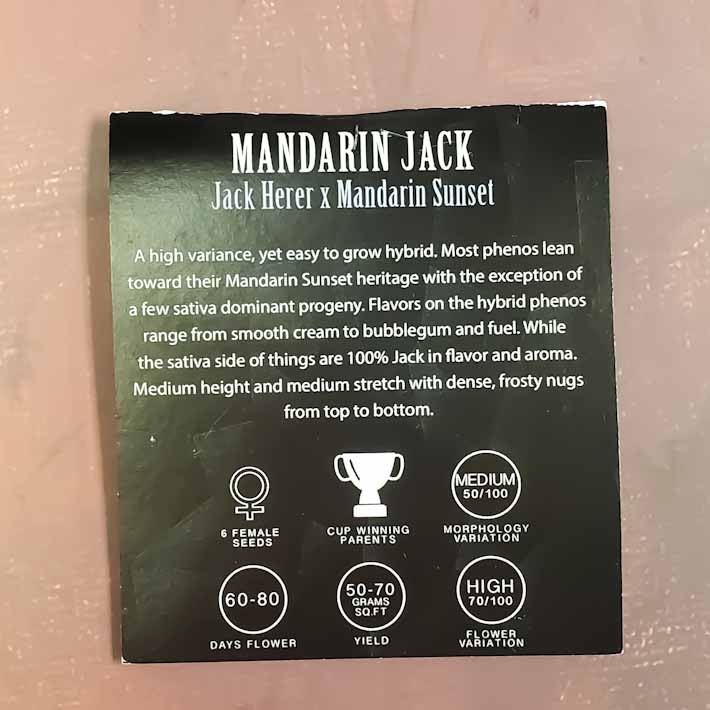 MANDARIN JACK
Jack Herer x Mandarin Sunset
A high variance, yet easy to grow hybrid. Most phenos lean
toward their Mandarin Sunset heritage with the exception of
a few sativa dominant progeny. Flavors on the hybrid phenos
range from smooth cream to bubblegum and fuel. While
the sativa side of things are 100% Jack in flavor and aroma.
Medium height and medium stretch with dense, frosty nugs
from top to bottom.
6 FEMALE
SEEDS
CUP WINNING
PARENTS
MEDIUM
50/100
MORPHOLOGY
VARIATION
60-80
DAYS FLOWER
50-70
GRAMS
SQ.FT
YIELD
HIGH
70/100
FLOWER
VARIATION